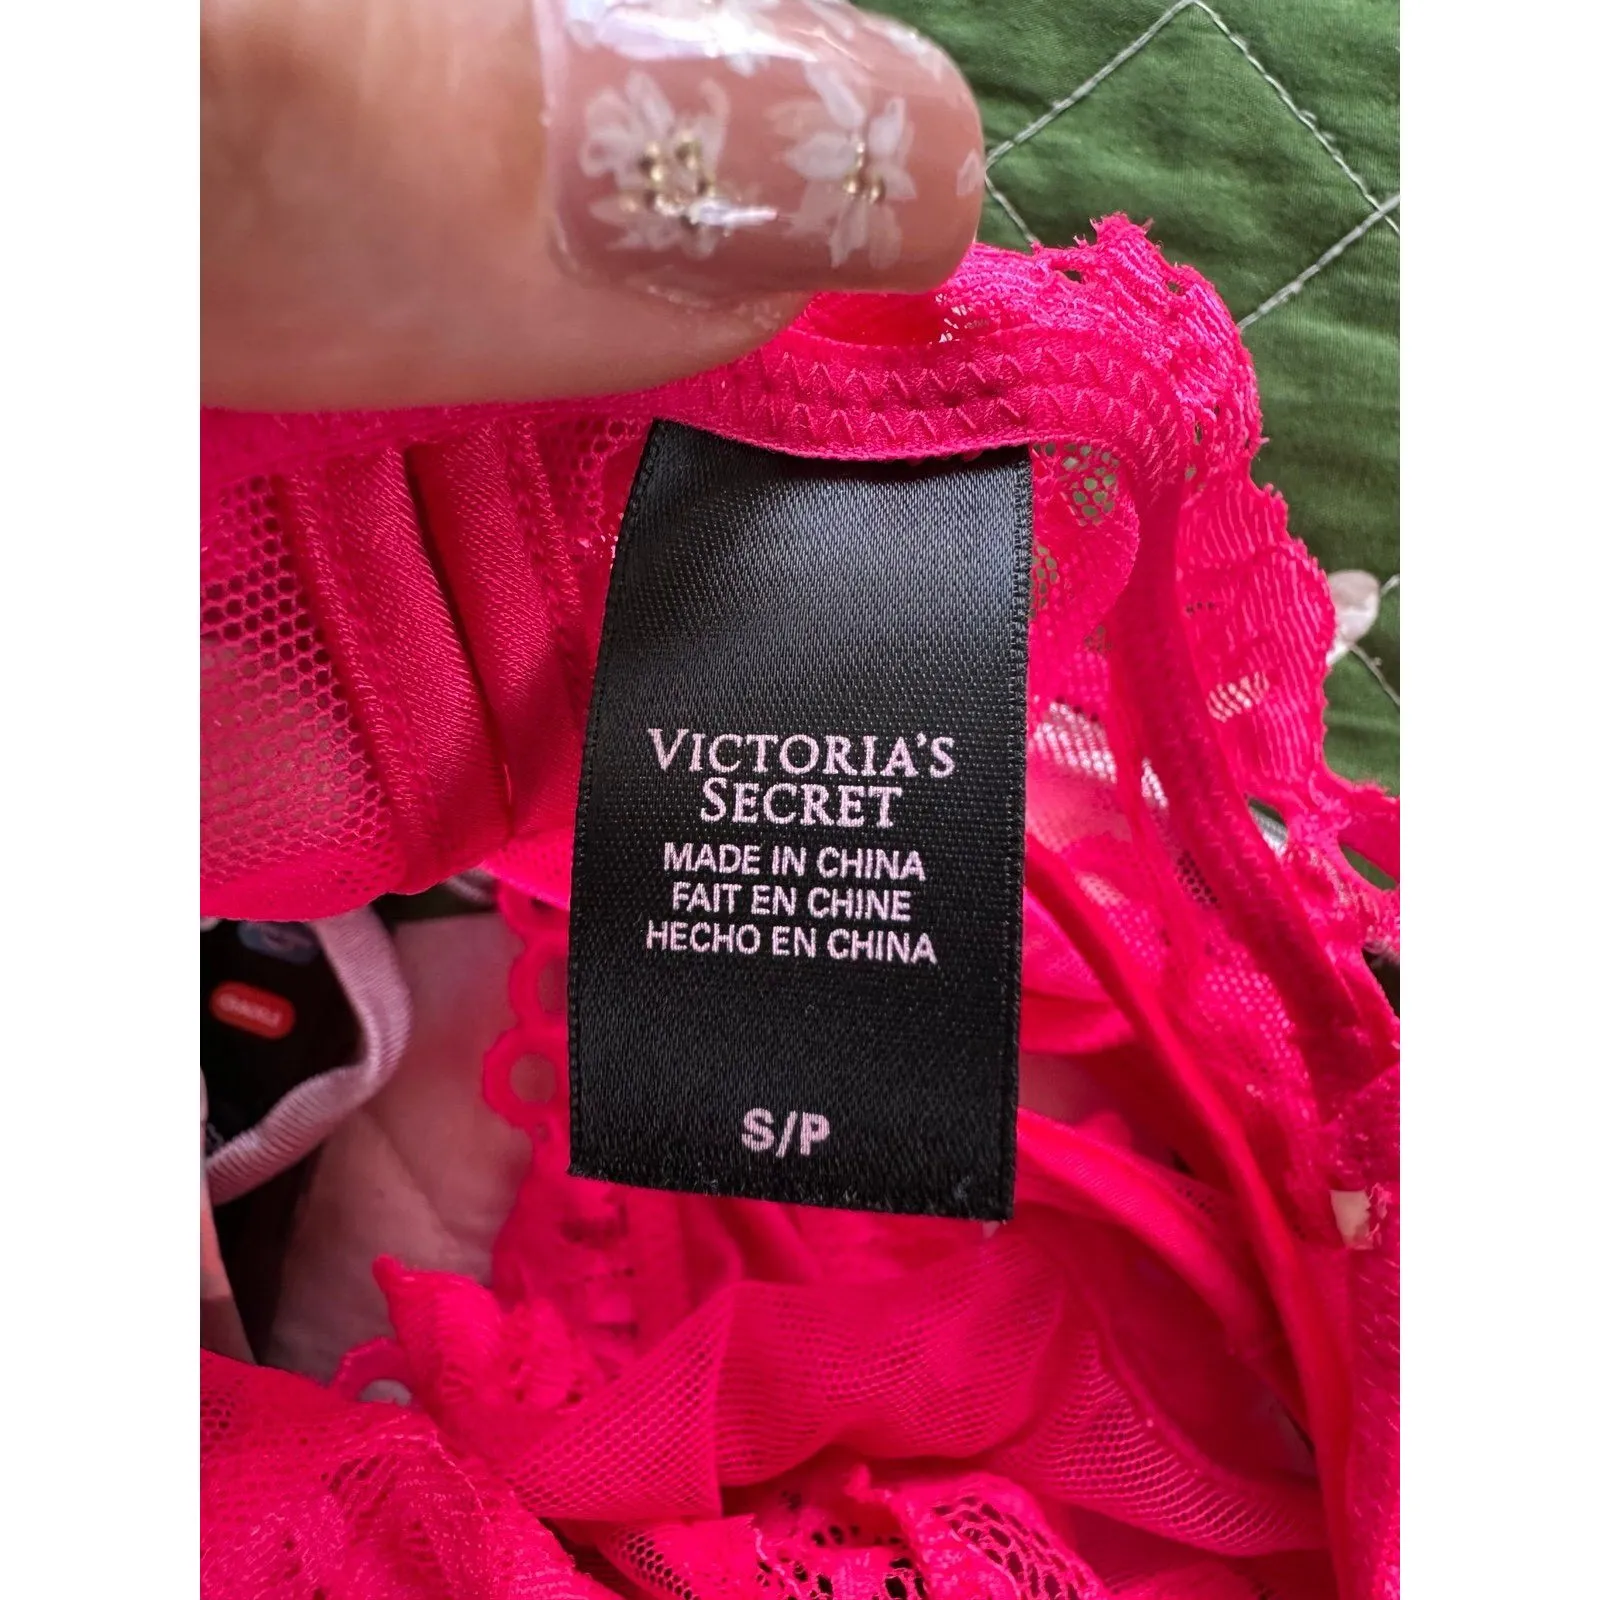 VICTORIA'S
SECRET
MADE IN CHINA
FAIT EN CHINE
HECHO EN CHINA
S/P